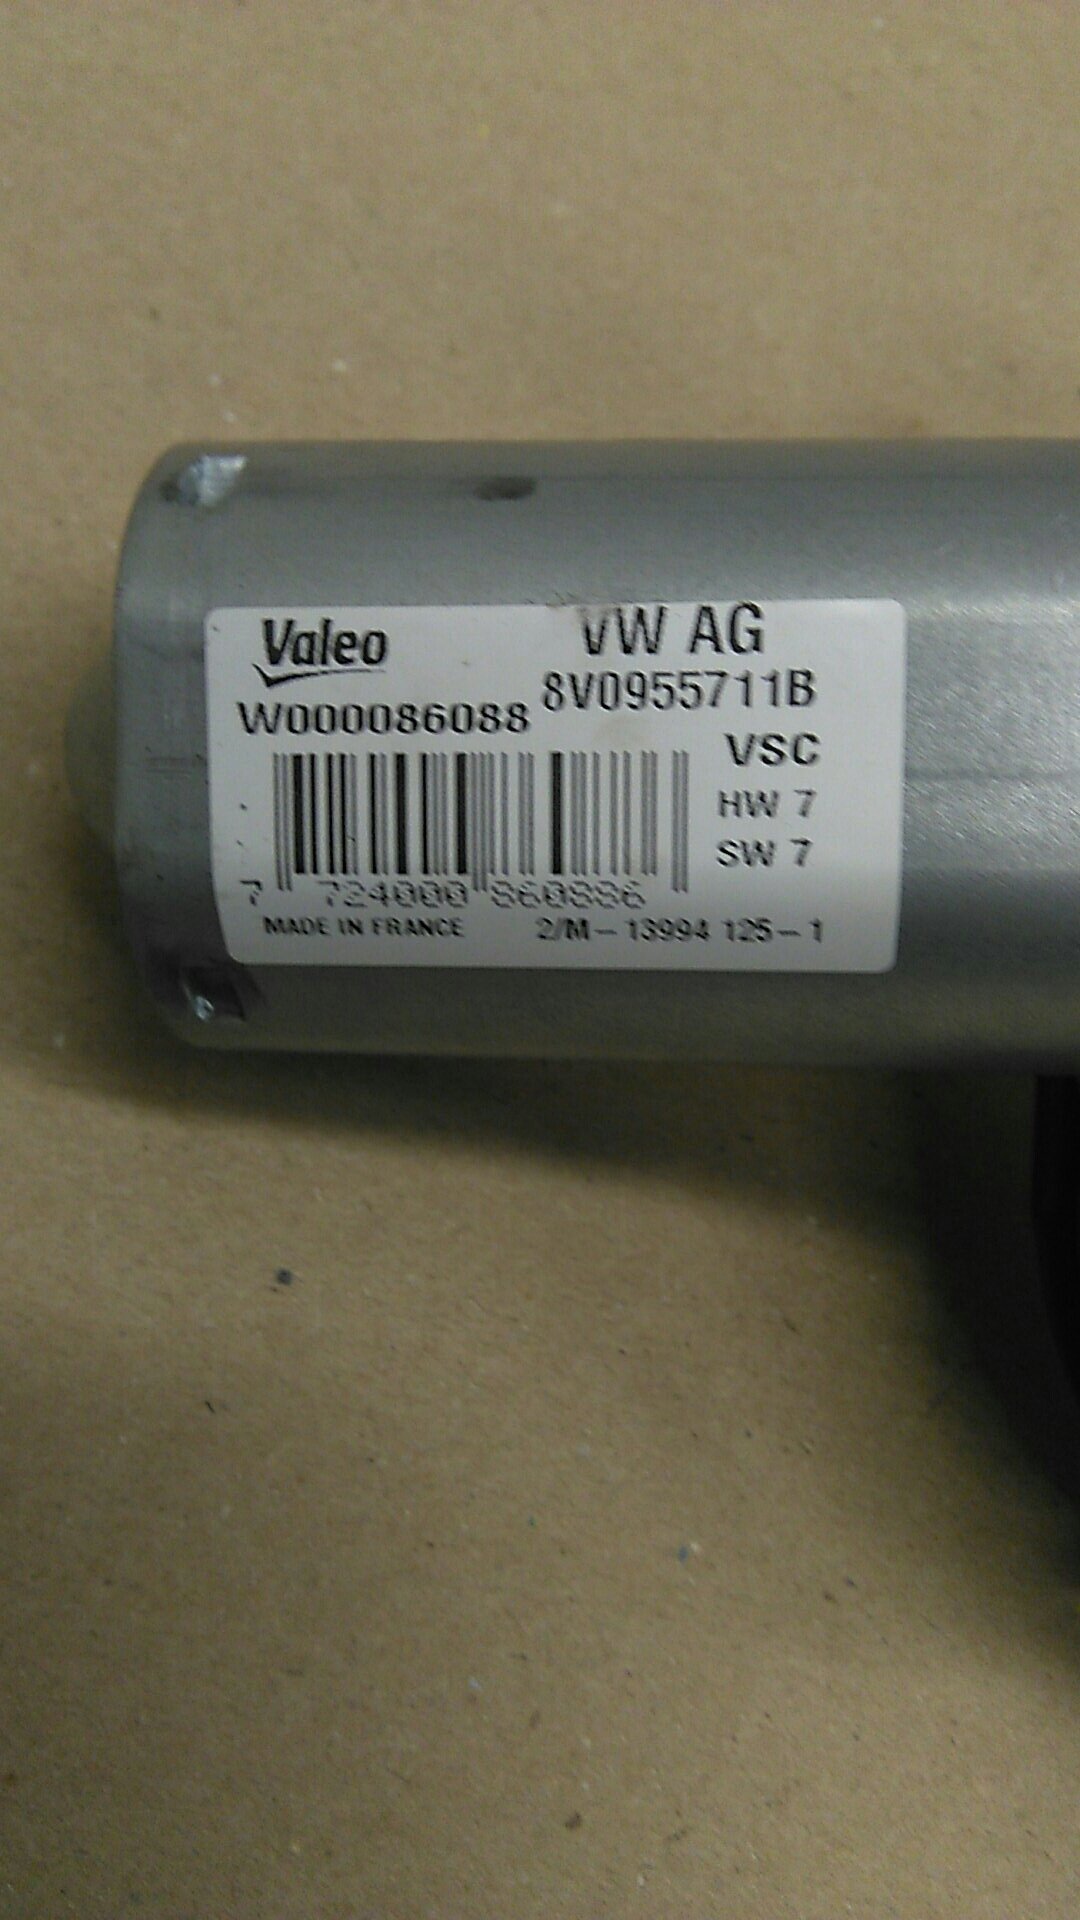 Valeo
VW AG
W000086088
8V0955711B
VSC
HW 7
SW 7
7 724000 860886
MADE IN FRANCE 2/M-13994 125-1